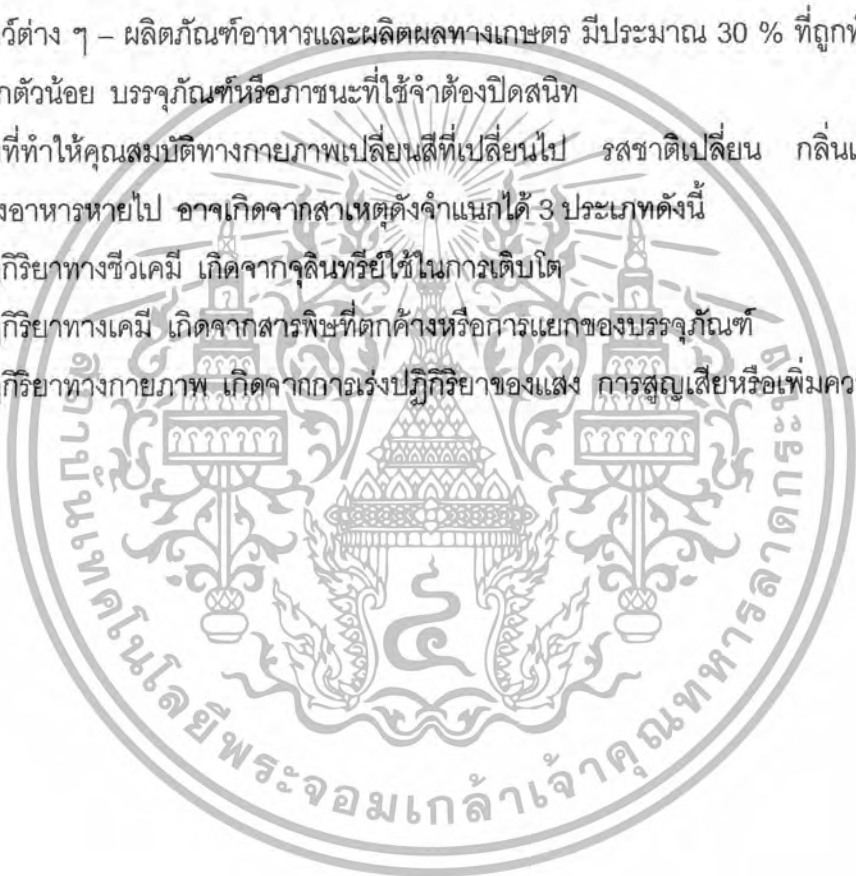 ว์ต่าง ๆ – ผลิตภัณฑ์อาหารและผลิตผลทางเกษตร มีประมาณ 30 % ที่ถูกท
กตัวน้อย บรรจุภัณฑ์หรือภาชนะที่ใช้จำต้องปิดสนิท
ที่ทำให้คุณสมบัติทางกายภาพเปลี่ยนสีที่เปลี่ยนไป รสชาติเปลี่ยน กลิ่นเ
งอาหารหายไป อาจเกิดจากสาเหตุดังจำแนกได้ 3 ประเภทดังนี้
กิริยาทางชีวเคมี เกิดจากจุลินทรีย์ใช้ในการเติบโต
กิริยาทางเคมี เกิดจากสารพิษที่ตกค้างหรือการแยกของบรรจุภัณฑ์
กิริยาทางกายภาพ เกิดจากการเร่งปฏิกิริยาของแสง การสูญเสียหรือเพิ่มคว
สถาบันเทคโนโลยีพระจอมเกล้าเจ้าคุณทหารลาดกระบัง